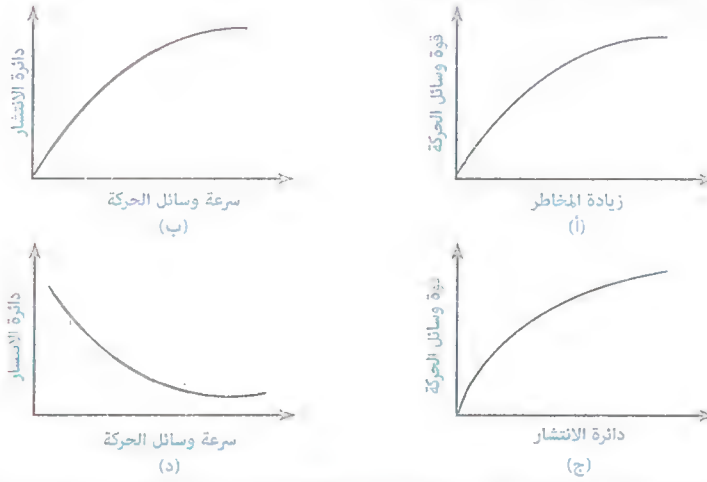 قوة وسائل الحركة
زيادة المخاطر
(أ)
دائرة الانتشار
سرعة وسائل الحركة
(ب)
قوة وسائل الحركة
دائرة الانتشار
(ج)
دائرة الانتشار
سرعة وسائل الحركة
(د)